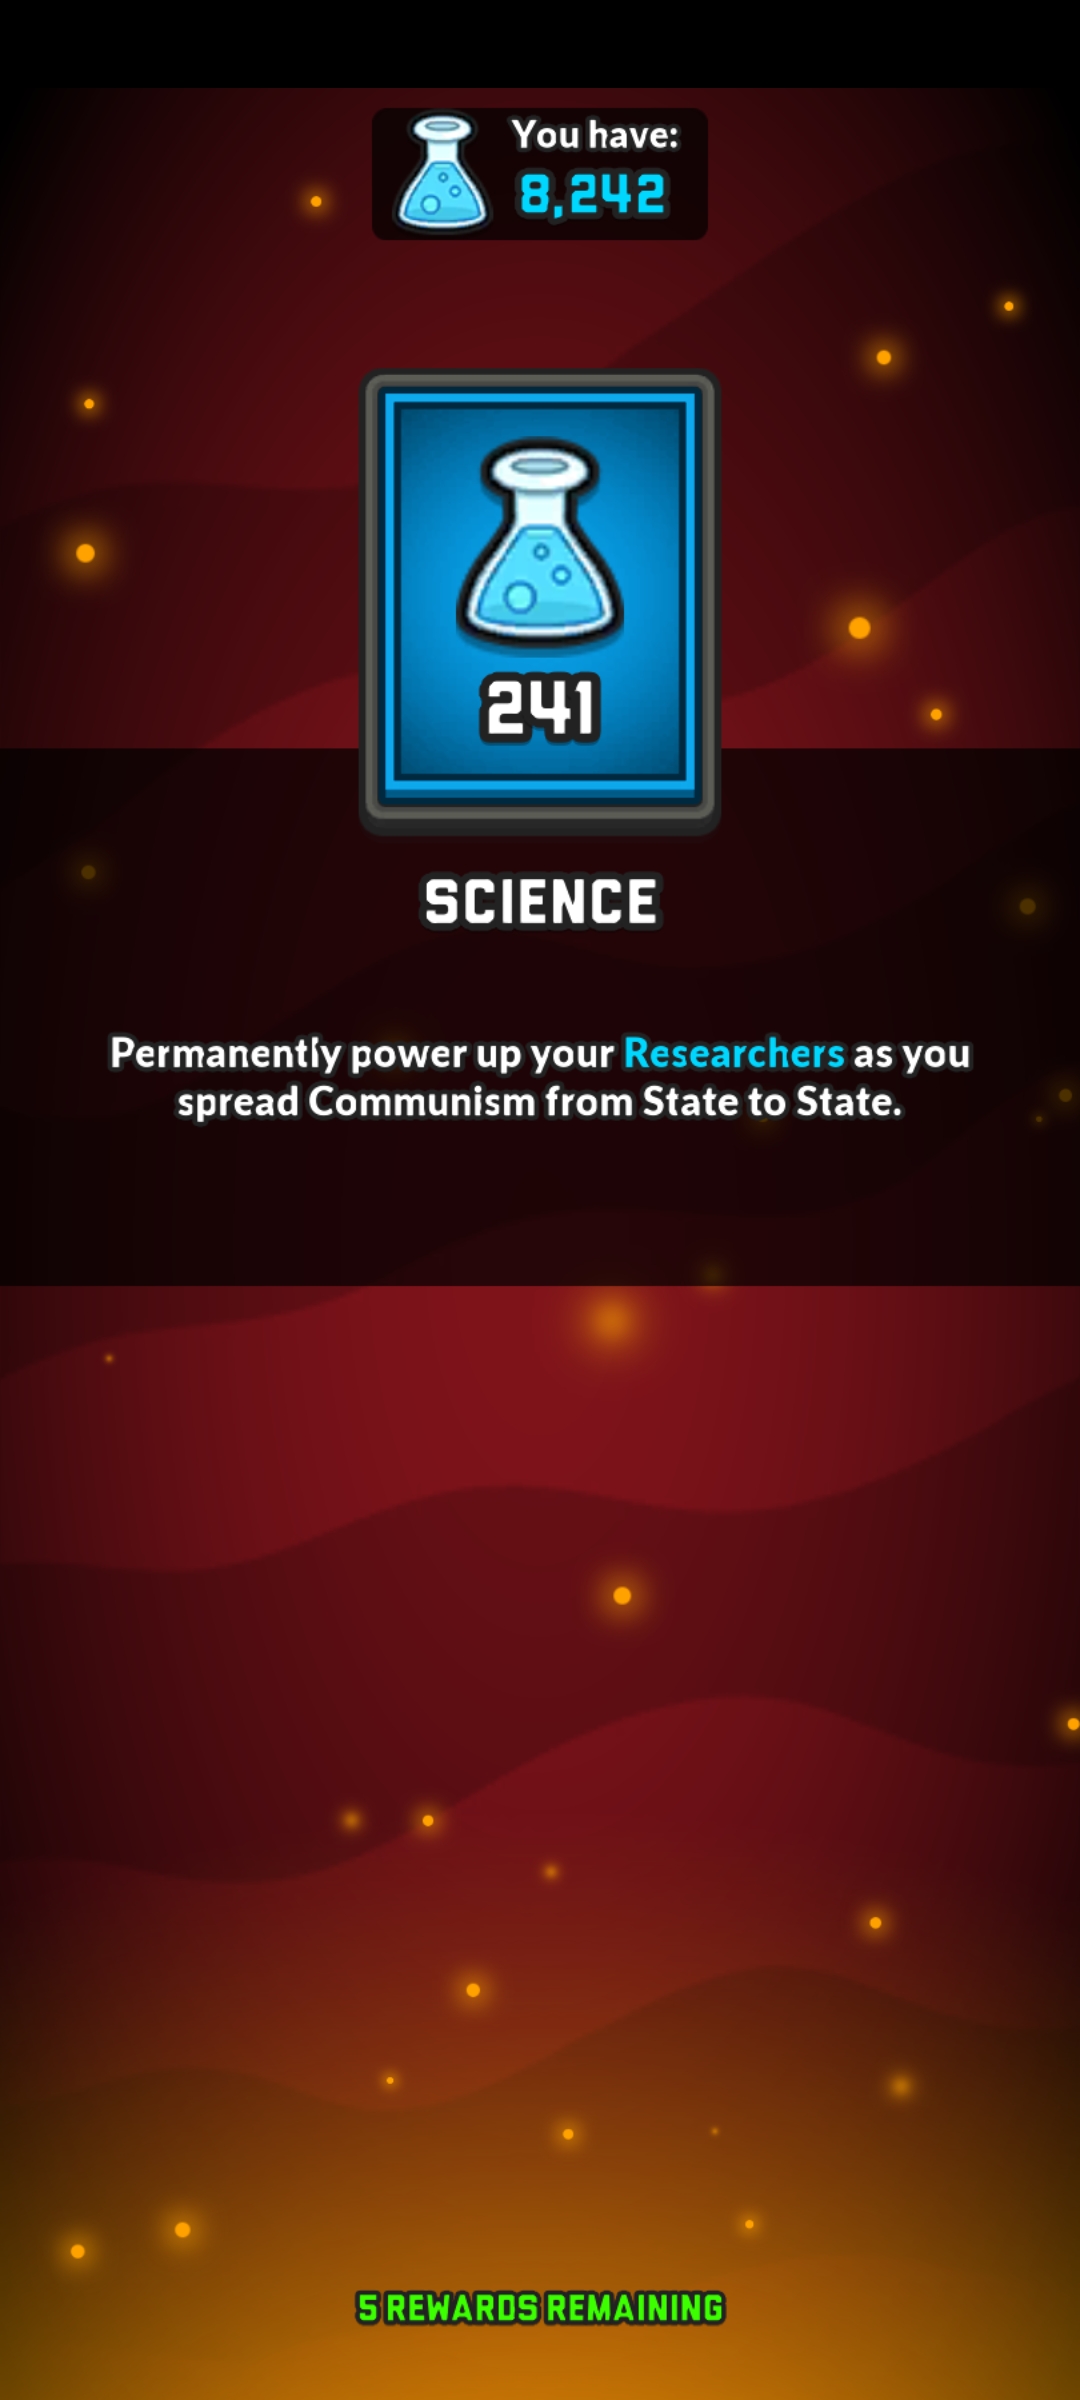 You have:
8,242
241
SCIENCE
Permanently power up your Researchers as you
spread Communism from State to State.
5 REWARDS REMAINING